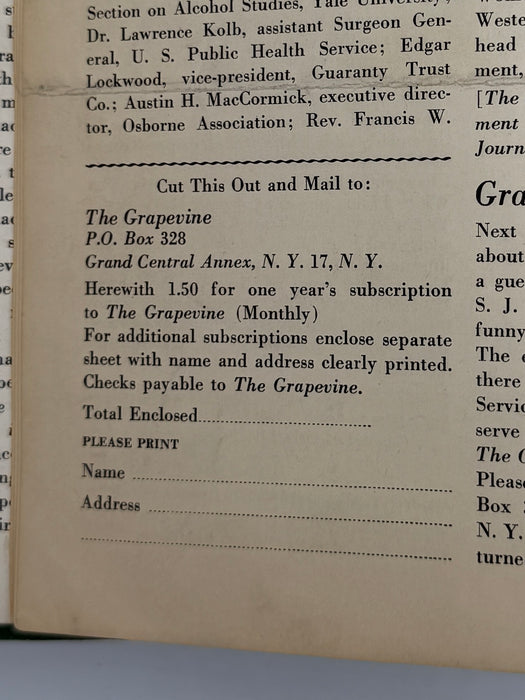 Section on Alcohol Studies, Yale University;
Dr. Lawrence Kolb, assistant Surgeon Gen-
eral, U. S. Public Health Service; Edgar
Lockwood, vice-president, Guaranty Trust
Co.; Austin H. MacCormick, executive direc-
tor, Osborne Association; Rev. Francis W.
Cut This Out and Mail to:
The Grapevine
P.O. Box 328
Grand Central Annex, N. Y. 17, N. Y.
Herewith 1.50 for one year's subscription
to The Grapevine (Monthly)
For additional subscriptions enclose separate
sheet with name and address clearly printed.
Checks payable to The Grapevine.
Total Enclosed
PLEASE PRINT
Name
Address
Weste
head
ment,
[The
ment
Journ
Gra
Next
about
a gue
S. J.
funny
The
there
Servic
serve
The
Please
Box
N. Y.
turne